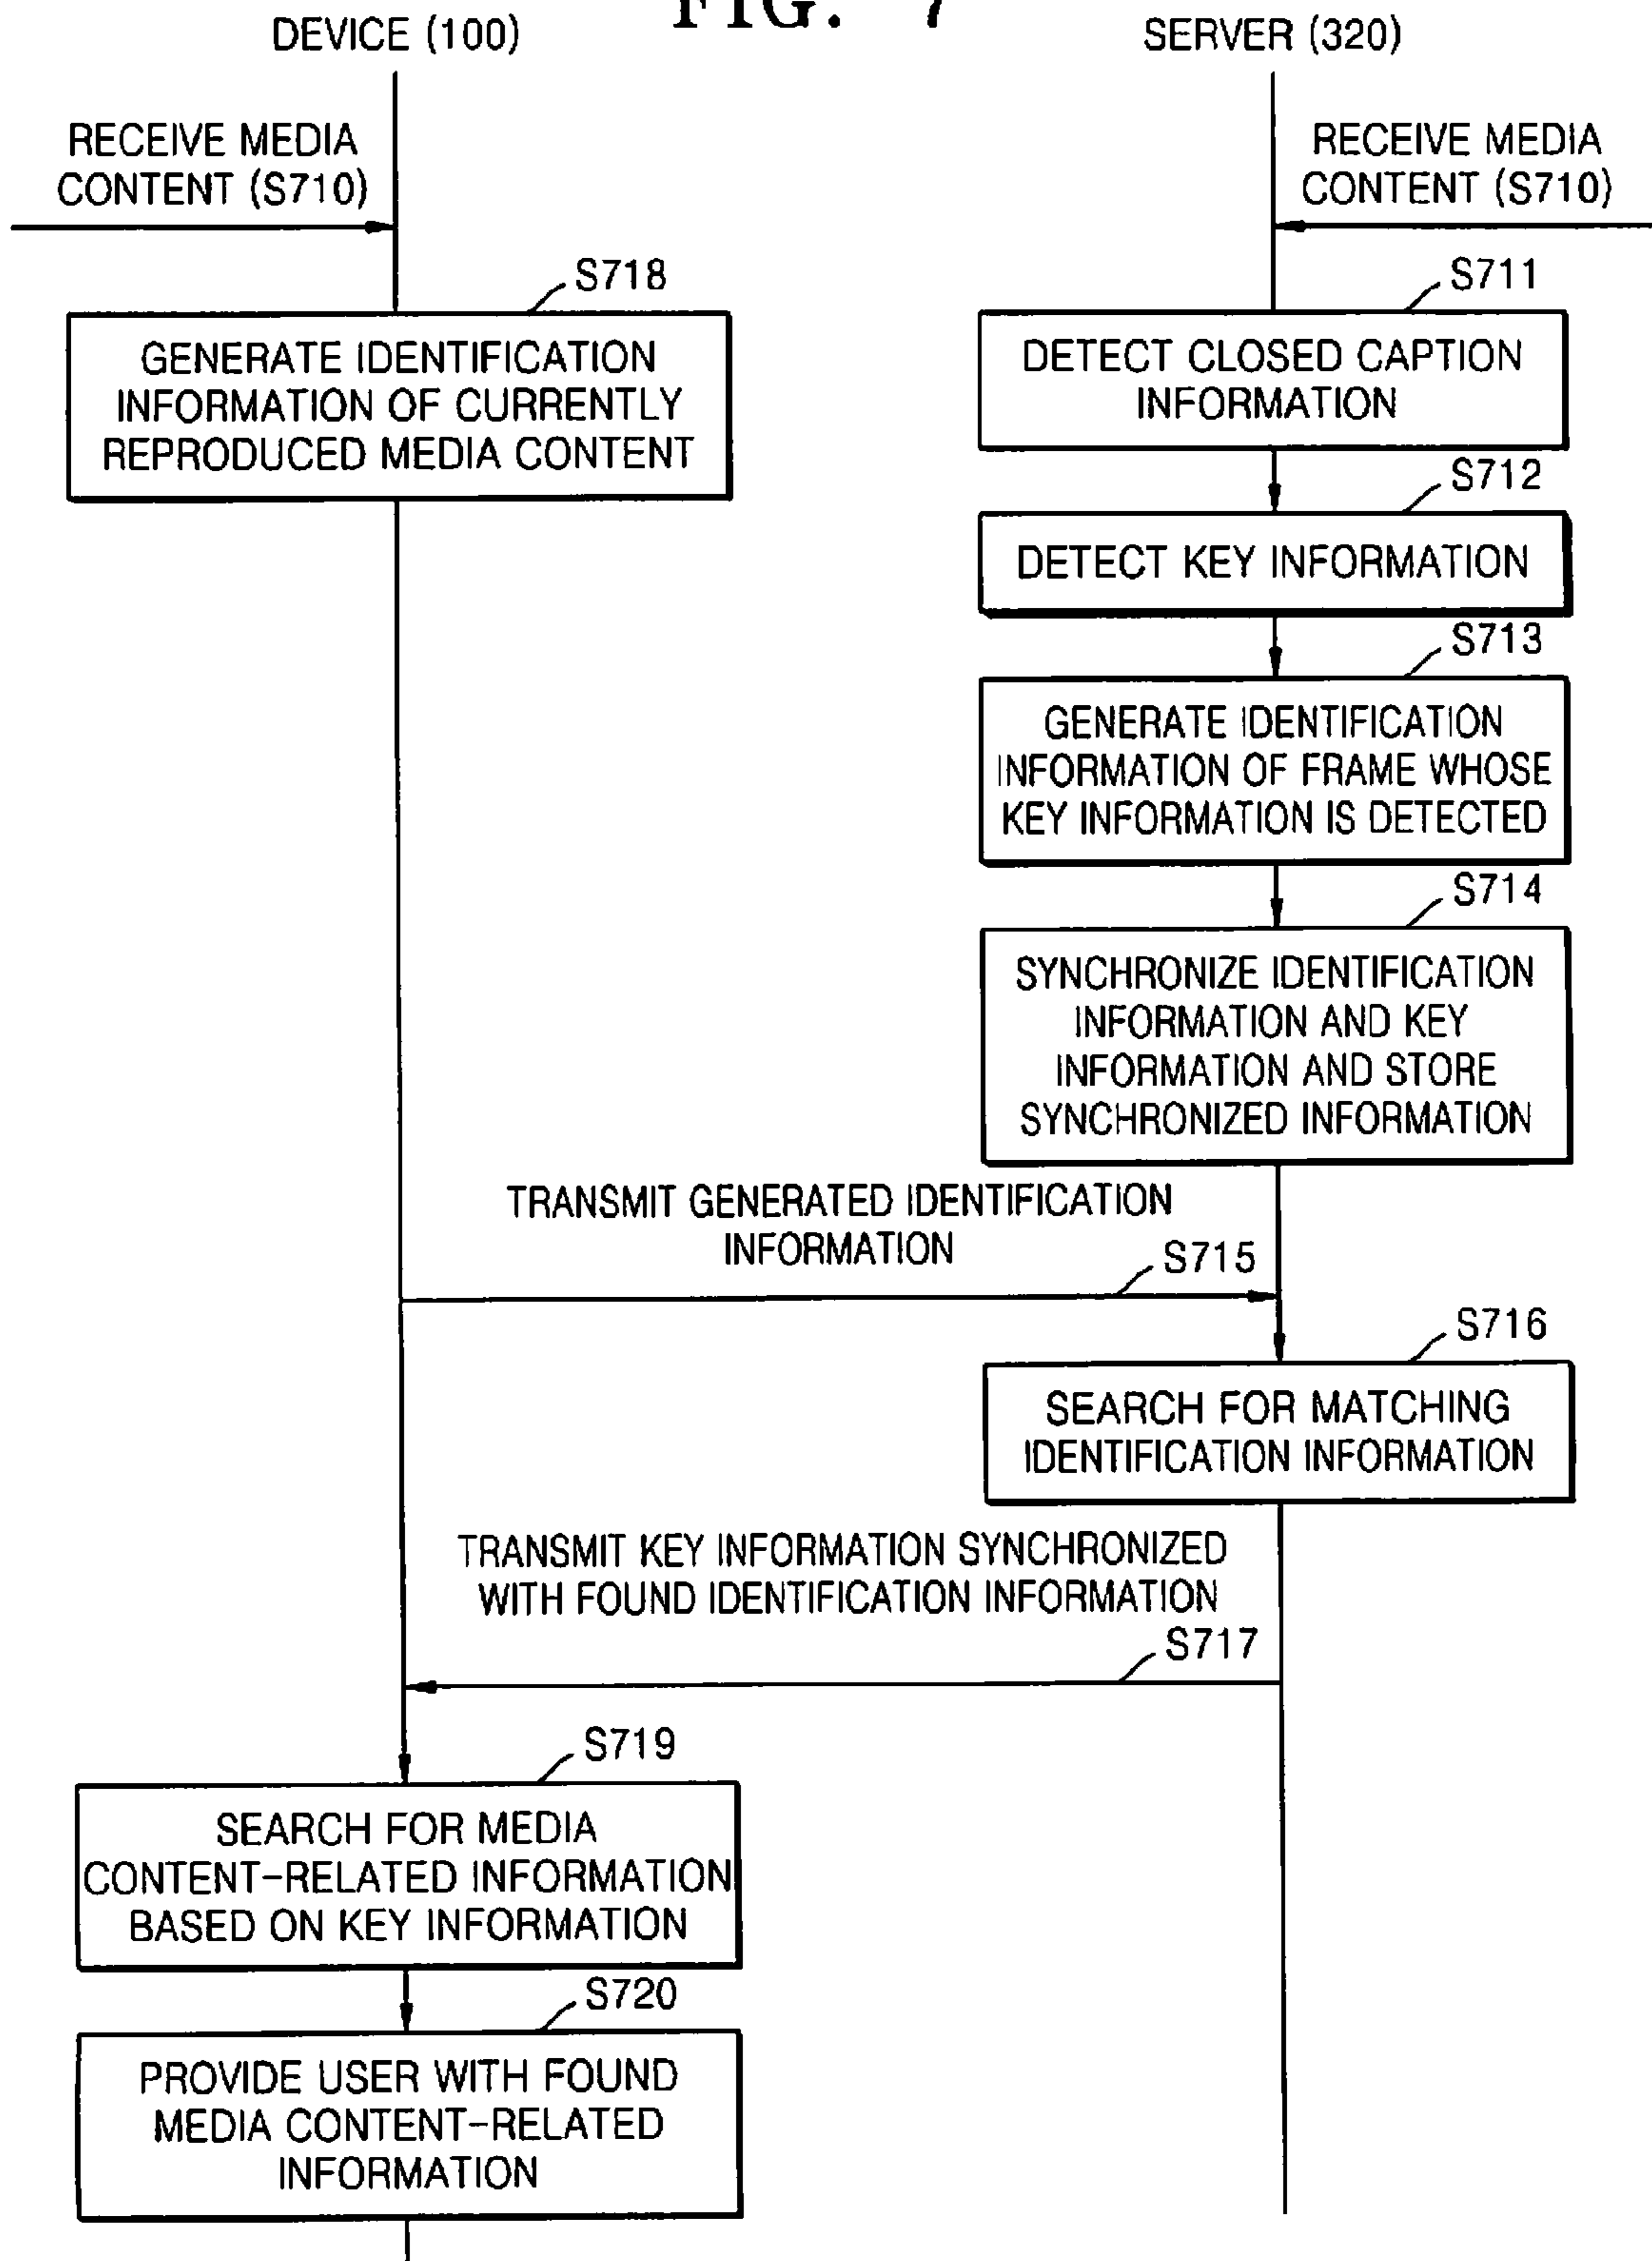 FIG. 7
DEVICE (100)
SERVER (320)
RECEIVE MEDIA
CONTENT (S710)
RECEIVE MEDIA
CONTENT (S710)
S718
GENERATE IDENTIFICATION
INFORMATION OF CURRENTLY
REPRODUCED MEDIA CONTENT
S711
DETECT CLOSED CAPTION
INFORMATION
S712
DETECT KEY INFORMATION
S713
GENERATE IDENTIFICATION
INFORMATION OF FRAME WHOSE
KEY INFORMATION IS DETECTED
S714
SYNCHRONIZE IDENTIFICATION
INFORMATION AND KEY
INFORMATION AND STORE
SYNCHRONIZED INFORMATION
TRANSMIT GENERATED IDENTIFICATION
INFORMATION
S715
S716
SEARCH FOR MATCHING
IDENTIFICATION INFORMATION
TRANSMIT KEY INFORMATION SYNCHRONIZED
WITH FOUND IDENTIFICATION INFORMATION
S717
S719
SEARCH FOR MEDIA
CONTENT-RELATED INFORMATION
BASED ON KEY INFORMATION
S720
PROVIDE USER WITH FOUND
MEDIA CONTENT-RELATED
INFORMATION